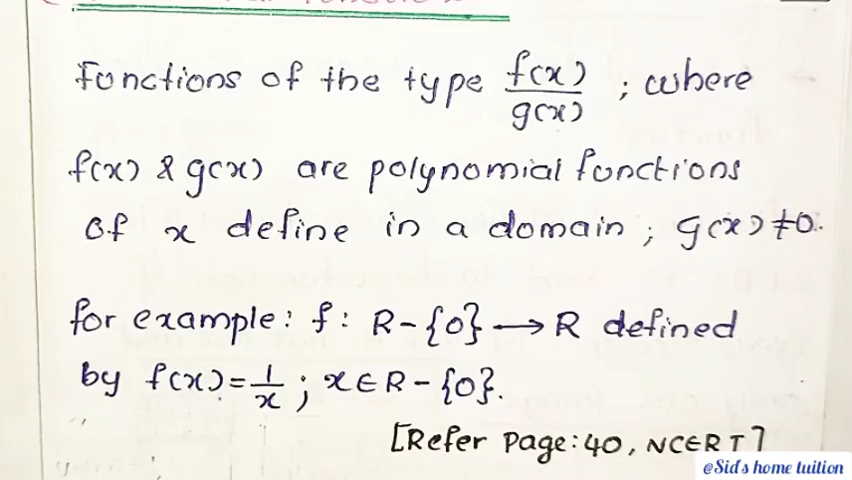 Functions of the type f(x)/g(x) ; where
f(x) & g(x) are polynomial functions
of x define in a domain ; g(x) ≠ 0.
for example: f: R-{0} → R defined
by f(x) = 1/x ; x ∈ R-{0}.
[Refer page: 40, NCERT]
@Sid's home tuition